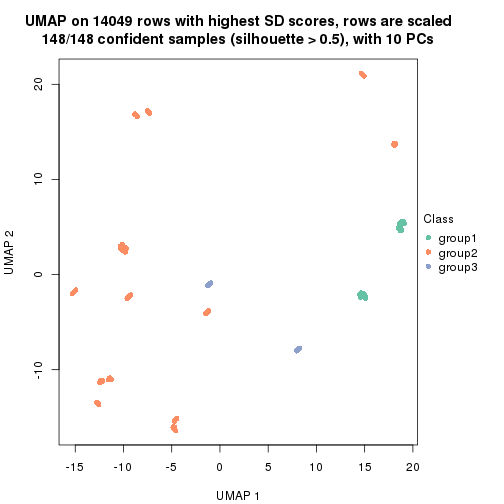 UMAP on 14049 rows with highest SD scores, rows are scaled
148/148 confident samples (silhouette > 0.5), with 10 PCs
20
10
0
-10
UMAP 2
Class
group1
group2
group3
-15 -10 -5 0 5 10 15 20
UMAP 1